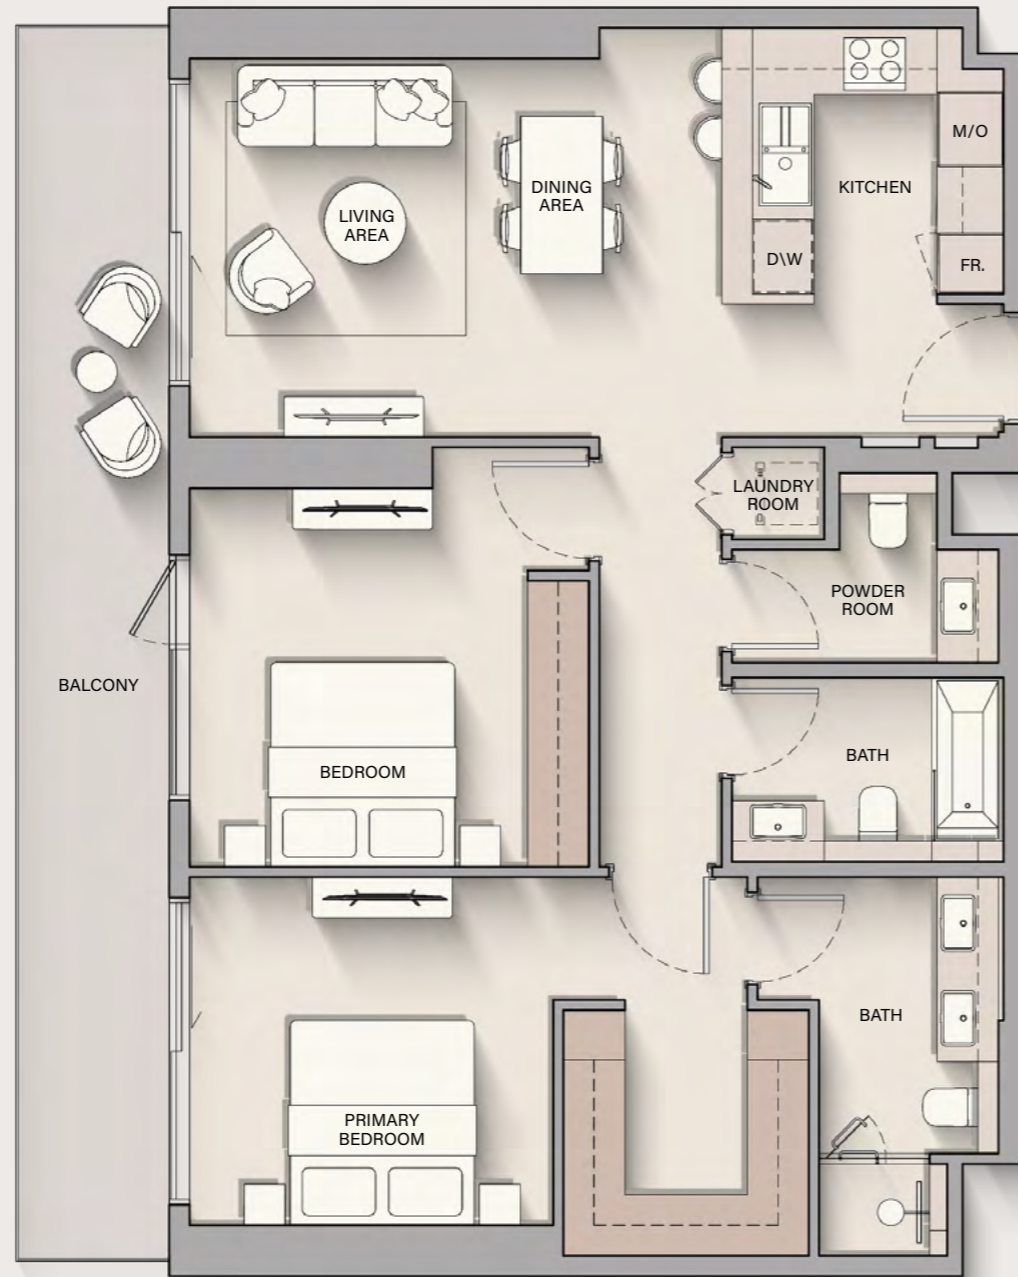 M/O
KITCHEN
DINING
AREA
LIVING
AREA
D\W
FR.
LAUNDRY
ROOM
POWDER
ROOM
BALCONY
BEDROOM
BATH
BATH
PRIMARY
BEDROOM